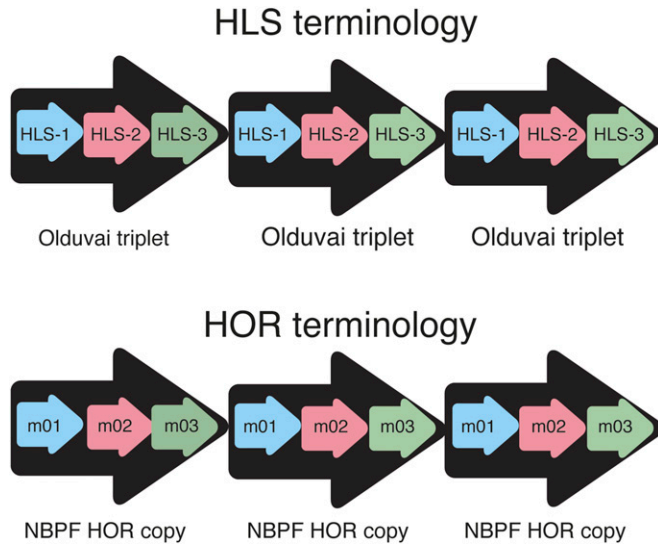 HLS terminology
HLS-1 HLS-2 HLS-3 HLS-1 HLS-2 HLS-3 HLS-1 HLS-2 HLS-3
Olduvai triplet Olduvai triplet Olduvai triplet
HOR terminology
m01 m02 m03 m01 m02 m03 m01 m02 m03
NBPF HOR copy NBPF HOR copy NBPF HOR copy